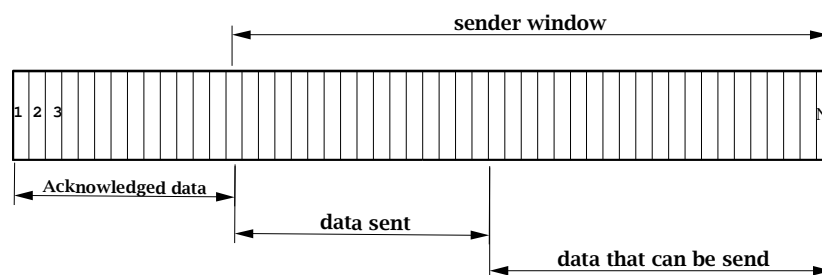 sender window
1 2 3 N
Acknowledged data
data sent
data that can be send